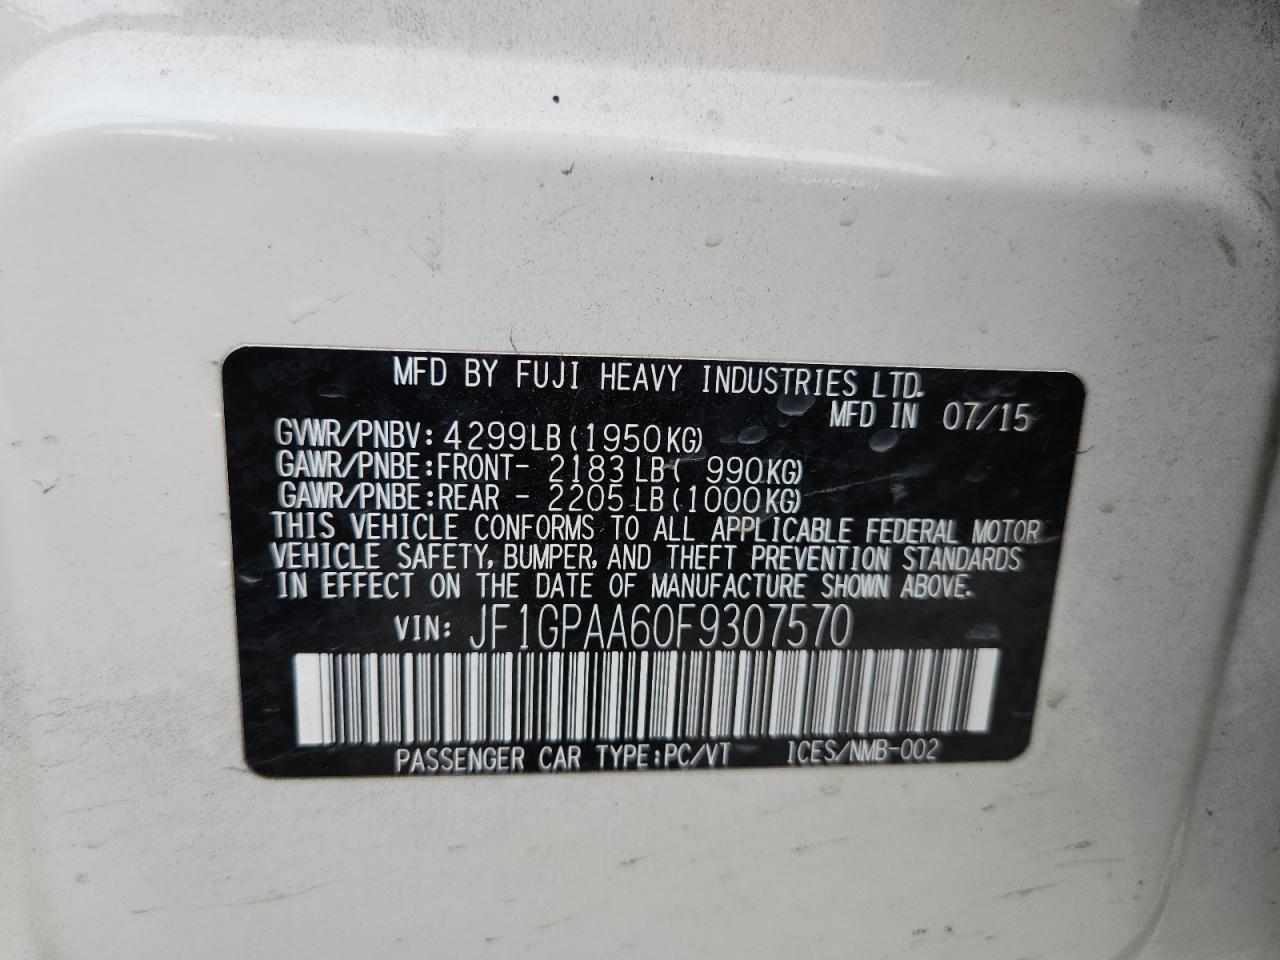 MFD BY FUJI HEAVY INDUSTRIES LTD.
MFD IN 07/15
GVWR/PNBV: 4299LB (1950KG)
GAWR/PNBE:FRONT- 2183LB( 990KG)
GAWR/PNBE:REAR - 2205LB(1000KG)
THIS VEHICLE CONFORMS TO ALL APPLICABLE FEDERAL MOTOR
VEHICLE SAFETY, BUMPER, AND THEFT PREVENTION STANDARDS
IN EFFECT ON THE DATE OF MANUFACTURE SHOWN ABOVE.
VIN: JF1GPAA60F9307570
PASSENGER CAR TYPE:PC/VT ICES/NMB-002